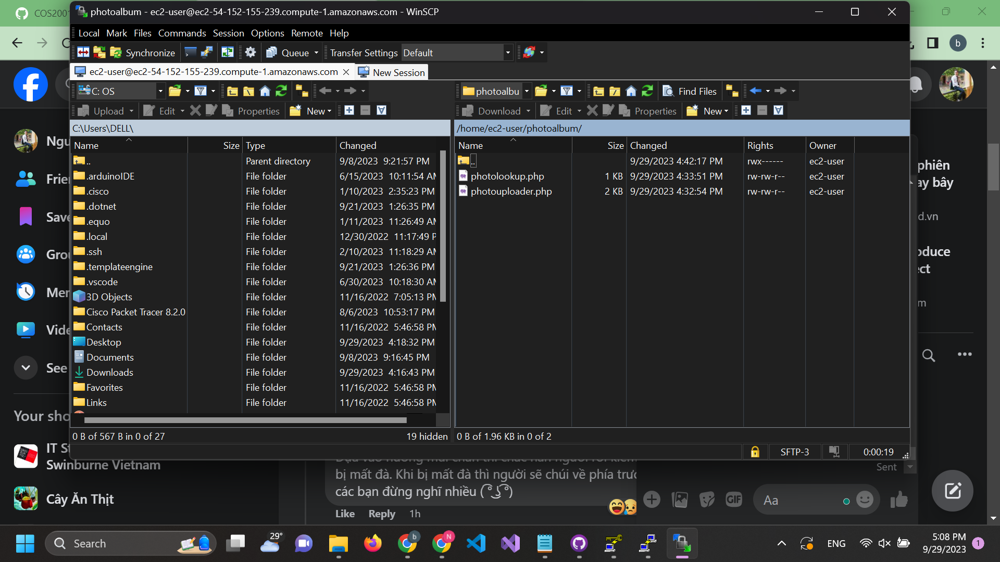 COS200
photoalbum - ec2-user@ec2-54-152-155-239.compute-1.amazonaws.com - WinSCP
Local Mark Files Commands Session Options Remote Help
Synchronize Queue Transfer Settings Default
ec2-user@ec2-54-152-155-239.compute-1.amazonaws.com New Session
C: OS photoalbu Find Files
Upload Edit Properties New Download Edit Properties New
C:\Users\DELL\ /home/ec2-user/photoalbum/
Name Size Type Changed Name Size Changed Rights Owner
.. Parent directory 9/8/2023 9:21:57 PM .. 9/29/2023 4:42:17 PM rwx------ ec2-user
.arduinoIDE File folder 6/15/2023 10:11:54 AM photolookup.php 1 KB 9/29/2023 4:33:51 PM rw-rw-r-- ec2-user
.cisco File folder 1/10/2023 2:35:23 PM photouploader.php 2 KB 9/29/2023 4:32:54 PM rw-rw-r-- ec2-user
.dotnet File folder 9/21/2023 1:26:35 PM
.equo File folder 1/11/2023 11:26:49 AM
.local File folder 12/30/2022 11:17:49 P
.ssh File folder 2/10/2023 11:18:29 AM
.templateengine File folder 9/21/2023 1:26:36 PM
.vscode File folder 6/30/2023 10:18:30 AM
3D Objects File folder 11/16/2022 7:05:13 PM
Cisco Packet Tracer 8.2.0 File folder 8/6/2023 10:53:17 PM
Contacts File folder 11/16/2022 5:46:58 PM
Desktop File folder 9/29/2023 4:18:32 PM
Documents File folder 9/8/2023 9:16:45 PM
Downloads File folder 9/29/2023 4:16:43 PM
Favorites File folder 11/16/2022 5:46:58 PM
Links File folder 11/16/2022 5:46:58 PM
0 B of 567 B in 0 of 27 19 hidden 0 B of 1.96 KB in 0 of 2
SFTP-3 0:00:19
b
Ngu
Frie
Save
Grou
Mem
Vide
See
Your sho
IT St
Swinburne Vietnam
Cây Ăn Thịt
phiên
ay bây
d.vn
oduce
ect
m
bị mất đà. Khi bị mất đà thì người sẽ chúi về phía trướ
các bạn đừng nghĩ nhiều ( ͡° ͜ʖ ͡°)
Like Reply 1h
Sent
GIF Aa
Search 29° b N ENG 5:08 PM
9/29/2023 1